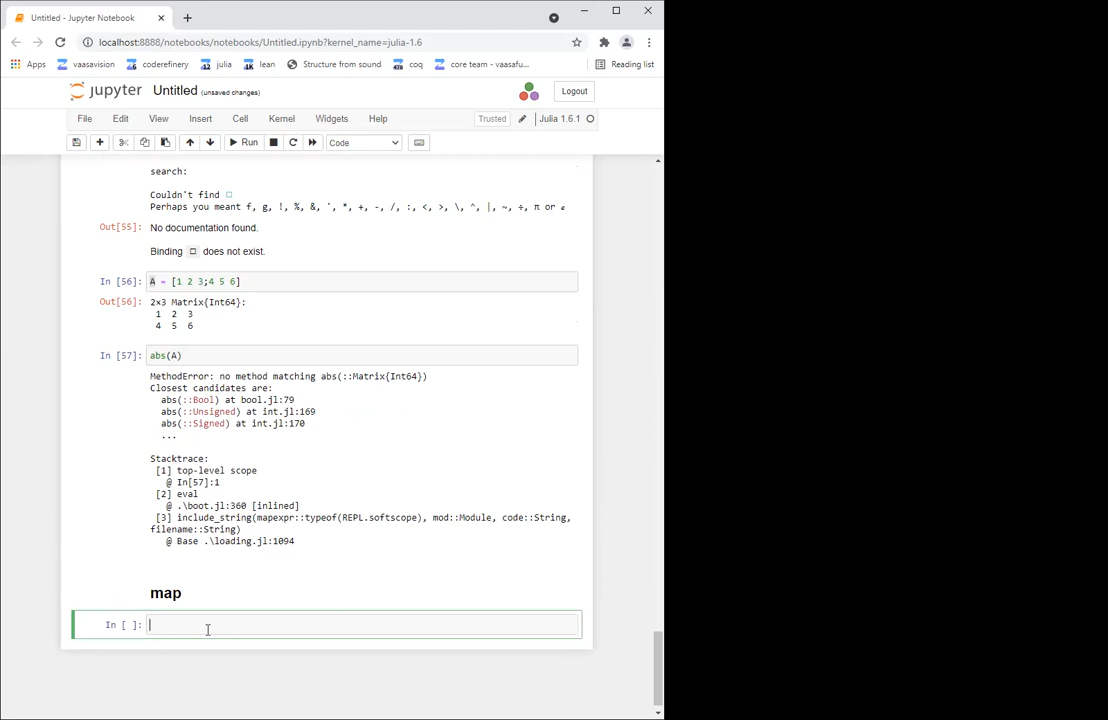 Untitled - Jupyter Notebook
localhost:8888/notebooks/notebooks/Untitled.ipynb?kernel_name=julia-1.6
Apps vaasavision coderefinery julia lean Structure from sound coq core team - vaasafu... Reading list
jupyter Untitled (unsaved changes) Logout
File Edit View Insert Cell Kernel Widgets Help Trusted Julia 1.6.1
Run Code
search:
Couldn't find □
Perhaps you meant f, g, !, %, &, ', *, +, -, /, :, <, >, \, ^, |, ~, ÷, π or ℯ
Out[55]: No documentation found.
Binding □ does not exist.
In [56]: A = [1 2 3;4 5 6]
Out[56]: 2×3 Matrix{Int64}:
1 2 3
4 5 6
In [57]: abs(A)
MethodError: no method matching abs(::Matrix{Int64})
Closest candidates are:
abs(::Bool) at bool.jl:79
abs(::Unsigned) at int.jl:169
abs(::Signed) at int.jl:170
...
Stacktrace:
[1] top-level scope
@ In[57]:1
[2] eval
@ .\boot.jl:360 [inlined]
[3] include_string(mapexpr::typeof(REPL.softscope), mod::Module, code::String,
filename::String)
@ Base .\loading.jl:1094
map
In [ ]: